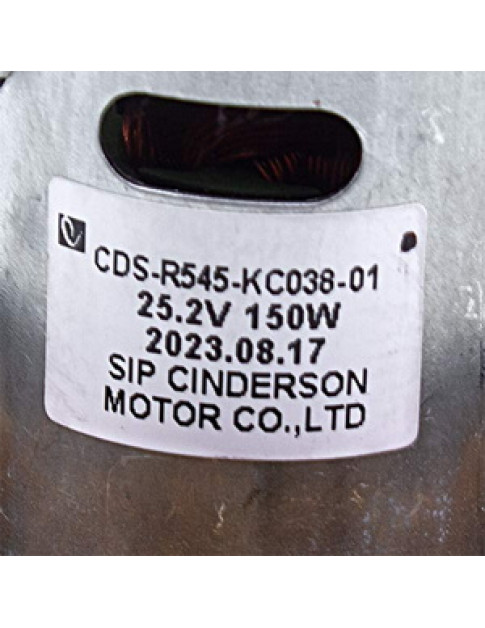 CDS-R545-KC038-01
25.2V 150W
2023.08.17
SIP CINDERSON
MOTOR CO.,LTD